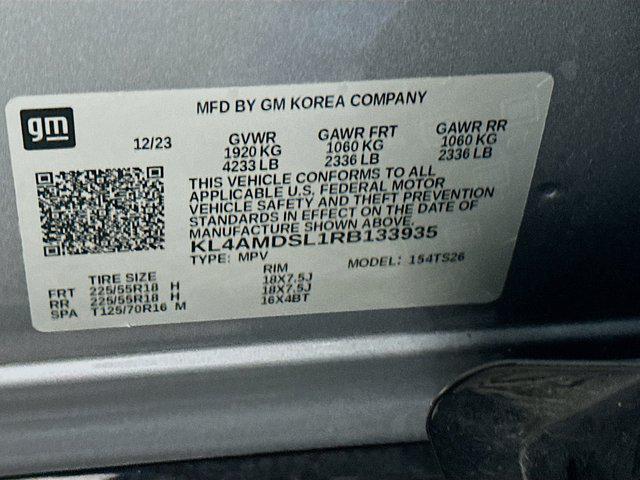 MFD BY GM KOREA COMPANY
gm
12/23
GVWR GAWR FRT GAWR RR
1920 KG 1060 KG 1060 KG
4233 LB 2336 LB 2336 LB
THIS VEHICLE CONFORMS TO ALL
APPLICABLE U.S. FEDERAL MOTOR
VEHICLE SAFETY AND THEFT PREVENTION
STANDARDS IN EFFECT ON THE DATE OF
MANUFACTURE SHOWN ABOVE.
KL4AMDSL1RB133935
TYPE: MPV MODEL: 154TS26
TIRE SIZE RIM
FRT 225/55R18 H 18X7.5J
RR 225/55R18 H 18X7.5J
SPA T125/70R16 M 16X4BT